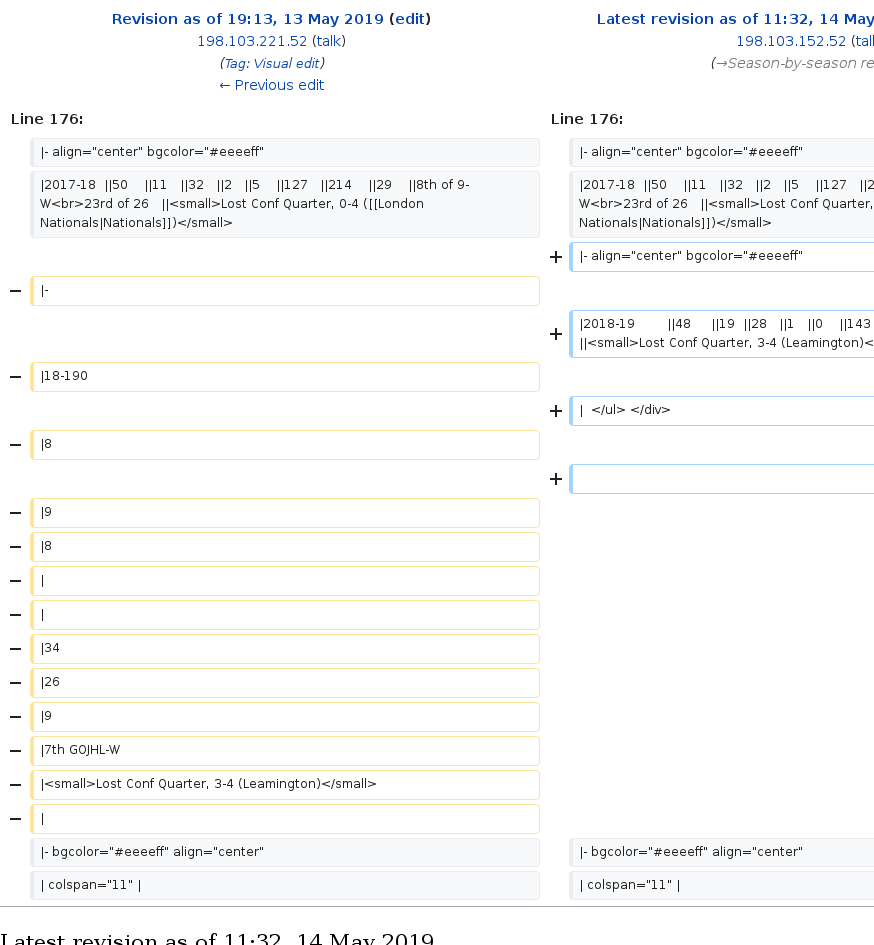 Revision as of 19:13, 13 May 2019 (edit)
198.103.221.52 (talk)
(Tag: Visual edit)
← Previous edit
Latest revision as of 11:32, 14 May
198.103.152.52
(→Season-by-season
Line 176:
Line 176:
|- align="center" bgcolor="#eeeeff"
|- align="center" bgcolor="#eeeeff"
|2017-18 ||50 ||11 ||32 ||2 ||5 ||127 ||214 ||29 ||8th of 9-
W<br>23rd of 26 ||<small>Lost Conf Quarter, 0-4 ([[London
Nationals|Nationals]])</small>
|2017-18 ||50 ||11 ||32 ||2 ||5 ||127 ||2
W<br>23rd of 26 ||<small>Lost Conf Quarter,
Nationals|Nationals]])</small>
+ |- align="center" bgcolor="#eeeeff"
− |-
+ |2018-19 ||48 ||19 ||28 ||1 ||0 ||143
||<small>Lost Conf Quarter, 3-4 (Leamington)<
− |18-190
+ | </ul> </div>
− |8
+
− |9
− |8
− |
− |
− |34
− |26
− |9
− |7th GOJHL-W
− |<small>Lost Conf Quarter, 3-4 (Leamington)</small>
− |
|- bgcolor="#eeeeff" align="center"
|- bgcolor="#eeeeff" align="center"
| colspan="11" |
| colspan="11" |
Latest revision as of 11:32, 14 May 2019